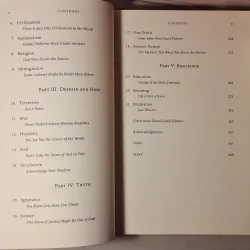 CONTENTS
6. Civilization
There Is Just One Civilization in the World
7. Nationalism
Global Problems Need Global Answers
8. Religion
God Now Serves the Nation
9. Immigration
Some Cultures Might Be Better than Others
PART III: DESPAIR AND HOPE
10. Terrorism
Don't Panic
11. War
Never Underestimate Human Stupidity
12. Humility
You Are Not the Center of the World
13. God
Don't Take the Name of God in Vain
14. Secularism
Acknowledge Your Shadow
PART IV: TRUTH
15. Ignorance
You Know Less than You Think
16. Justice
Our Sense of Justice Might Be Out of Date
CONTENTS
17. Post-Truth
Some Fake News Lasts Forever
18. Science Fiction
The Future Is Not What You See in the Movies
PART V: RESILIENCE
19. Education
Change Is the Only Constant
20. Meaning
Life Is Not a Story
21. Meditation
Just Observe
Acknowledgments
Notes
Index